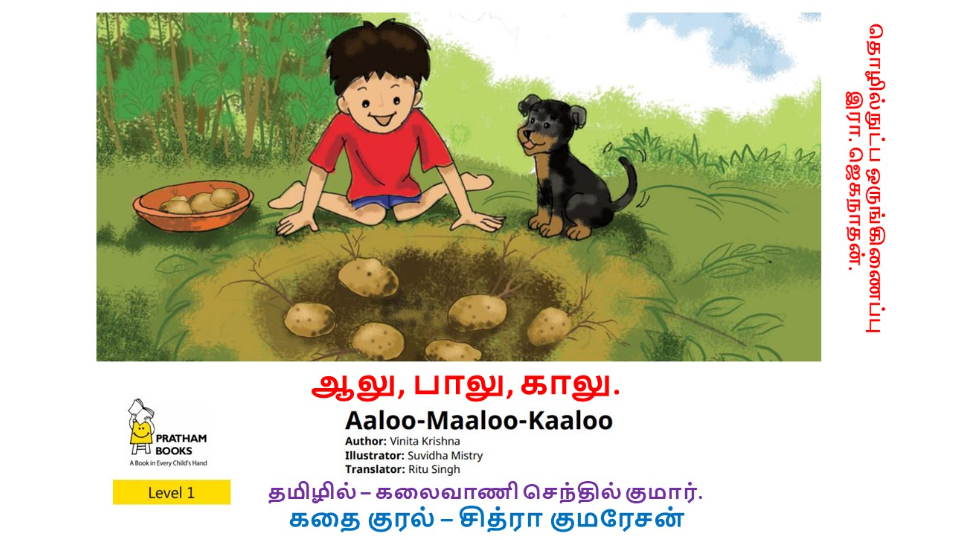 ஆலு, பாலு, காலு.
Aaloo-Maaloo-Kaaloo
Author: Vinita Krishna
Illustrator: Suvidha Mistry
Translator: Ritu Singh
PRATHAM
BOOKS
A Book in Every Child's Hand
Level 1
தமிழில் – கலைவாணி செந்தில் குமார்.
கதை குரல் – சித்ரா குமரேசன்
தொழில்நுட்ப ஒருங்கிணைப்பு
இரா. ஜெகநாதன்.